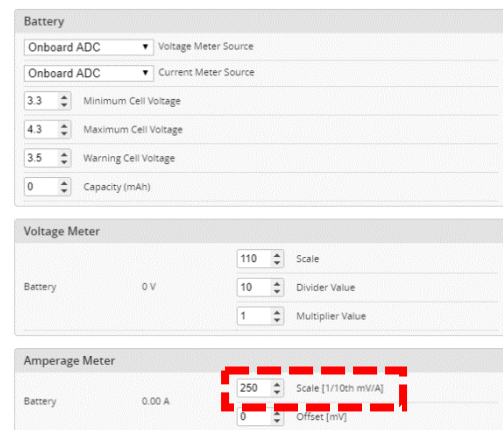 Battery
Onboard ADC Voltage Meter Source
Onboard ADC Current Meter Source
3.3 Minimum Cell Voltage
4.3 Maximum Cell Voltage
3.5 Warning Cell Voltage
0 Capacity (mAh)
Voltage Meter
110 Scale
Battery 0 V 10 Divider Value
1 Multiplier Value
Amperage Meter
250 Scale [1/10th mV/A]
Battery 0.00 A
0 Offset [mV]